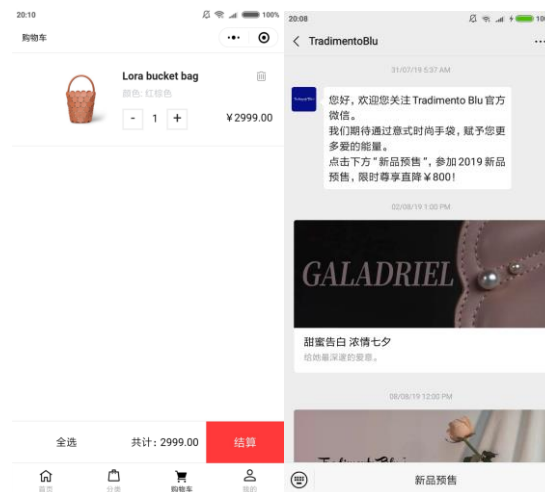 20:10
100%
购物车
Lora bucket bag
颜色: 红棕色
- 1 +
¥2999.00
全选
共计: 2999.00
结算
首页
分类
购物车
我的
20:08
100
TradimentoBlu
31/07/19 5:37 AM
您好，欢迎您关注 Tradimento Blu 官方
微信。
我们期待通过意式时尚手袋，赋予您更
多爱的能量。
点击下方“新品预售”，参加2019新品
预售，限时尊享直降¥800！
02/08/19 1:00 PM
GALADRIEL
甜蜜告白 浓情七夕
给她最深邃的爱意。
08/08/19 12:00 PM
新品预售